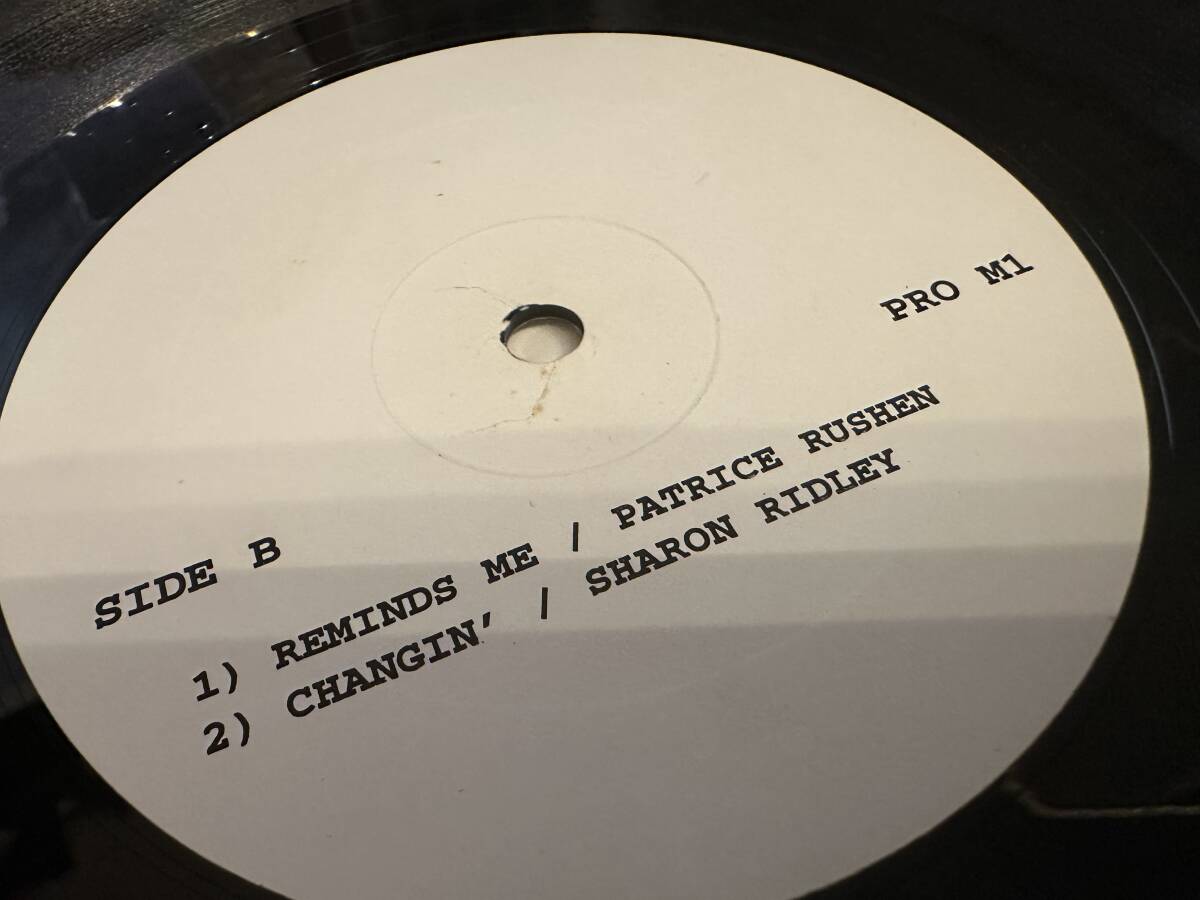 PRO M1
SIDE B
1) REMINDS ME / PATRICE RUSHEN
2) CHANGIN' / SHARON RIDLEY